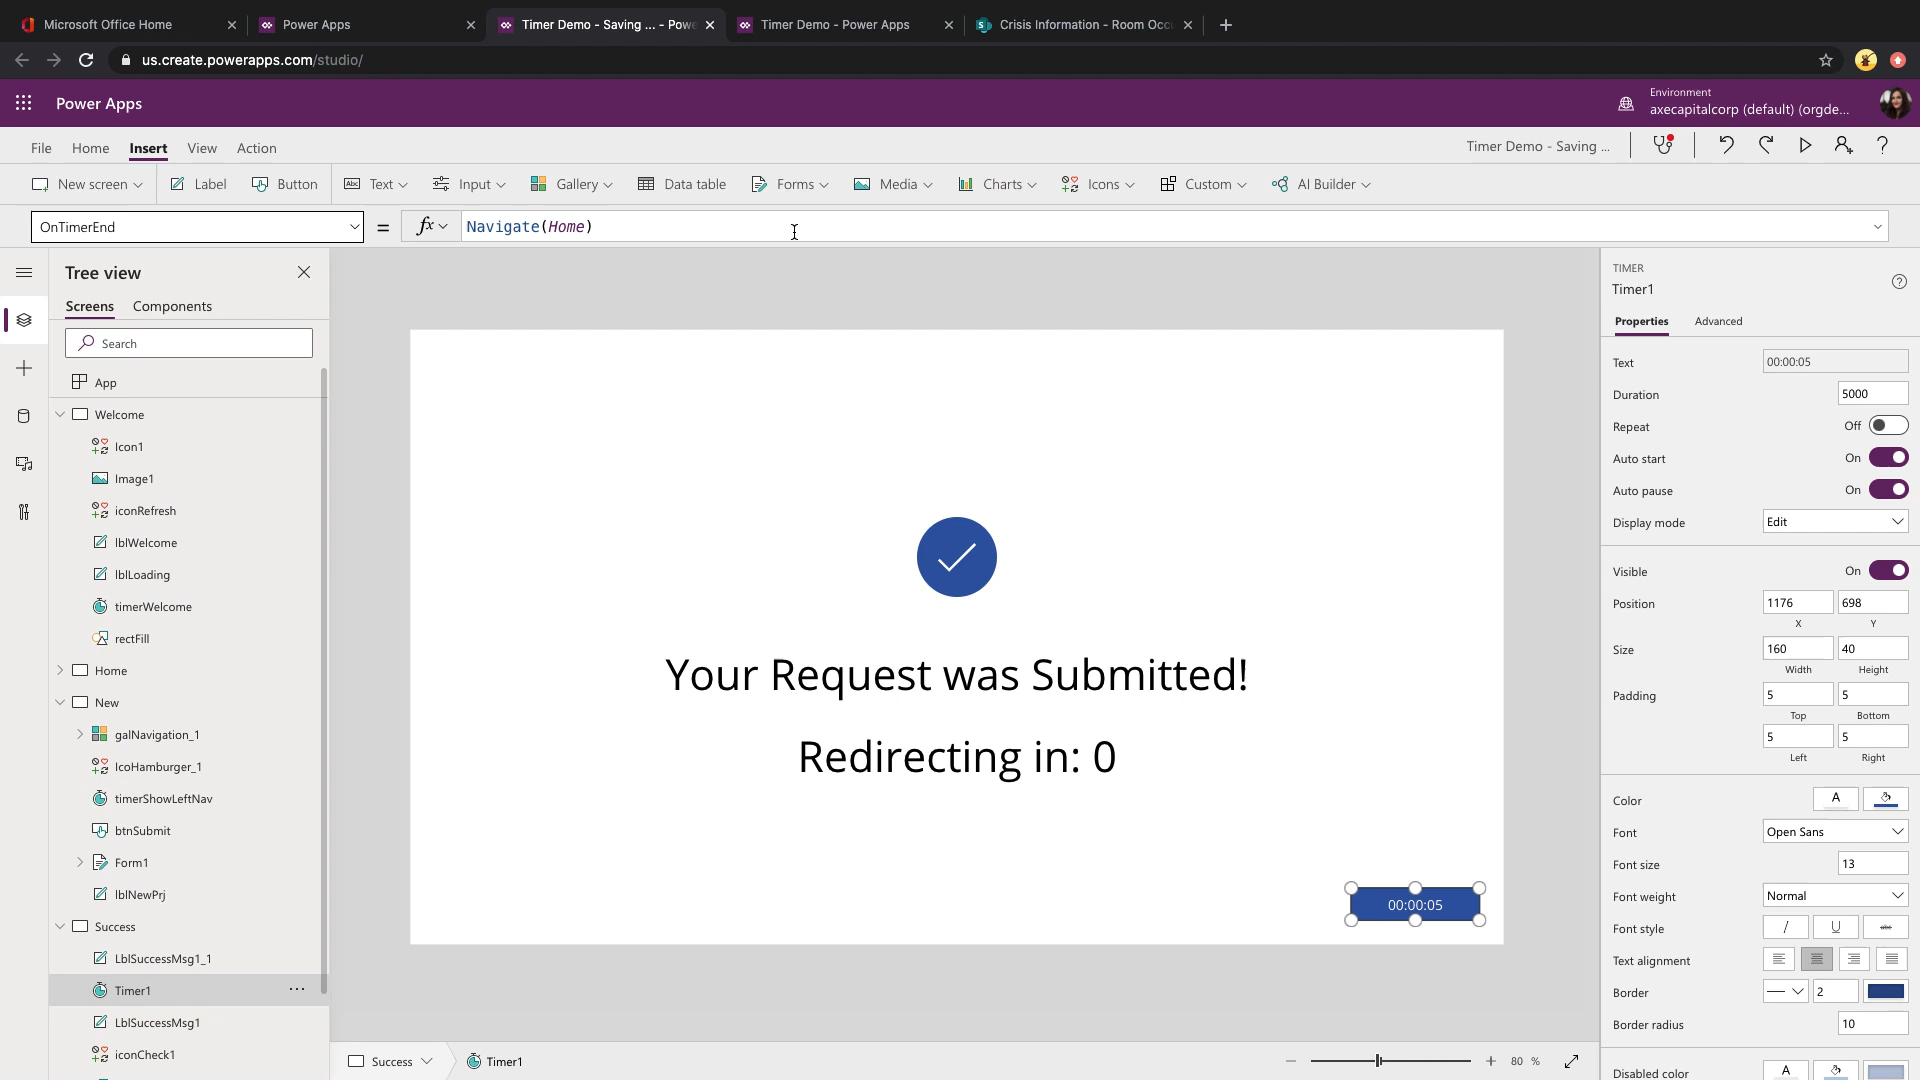 Microsoft Office Home
Power Apps
Timer Demo - Saving ... - Powe
Timer Demo - Power Apps
Crisis Information - Room Occu
us.create.powerapps.com/studio/
Power Apps
Environment
axecapitalcorp (default) (orgde...
File
Home
Insert
View
Action
Timer Demo - Saving ...
New screen
Label
Button
Text
Input
Gallery
Data table
Forms
Media
Charts
Icons
Custom
AI Builder
OnTimerEnd
=
fx
Navigate(Home)
Tree view
Screens
Components
Search
App
Welcome
Icon1
Image1
iconRefresh
lblWelcome
lblLoading
timerWelcome
rectFill
Home
New
galNavigation_1
IcoHamburger_1
timerShowLeftNav
btnSubmit
Form1
lblNewPrj
Success
LblSuccessMsg1_1
Timer1
LblSuccessMsg1
iconCheck1
Your Request was Submitted!
Redirecting in: 0
00:00:05
Success
Timer1
80 %
TIMER
Timer1
Properties
Advanced
Text
00:00:05
Duration
5000
Repeat
Off
Auto start
On
Auto pause
On
Display mode
Edit
Visible
On
Position
1176
698
X
Y
Size
160
40
Width
Height
Padding
5
5
Top
Bottom
5
5
Left
Right
Color
A
Font
Open Sans
Font size
13
Font weight
Normal
Font style
/
U
abc
Text alignment
Border
2
Border radius
10
Disabled color
A